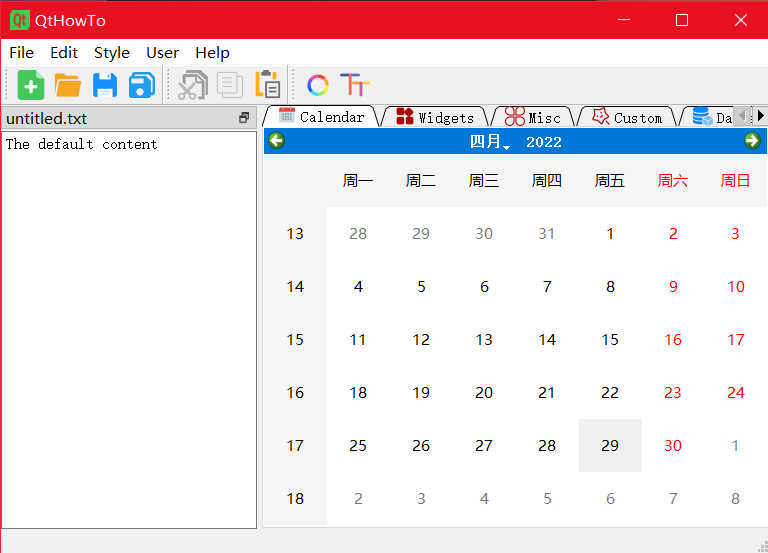 QtHowTo
File Edit Style User Help
untitled.txt
The default content
Calendar Widgets Misc Custom
四月 2022
周一 周二 周三 周四 周五 周六 周日
13 28 29 30 31 1 2 3
14 4 5 6 7 8 9 10
15 11 12 13 14 15 16 17
16 18 19 20 21 22 23 24
17 25 26 27 28 29 30 1
18 2 3 4 5 6 7 8